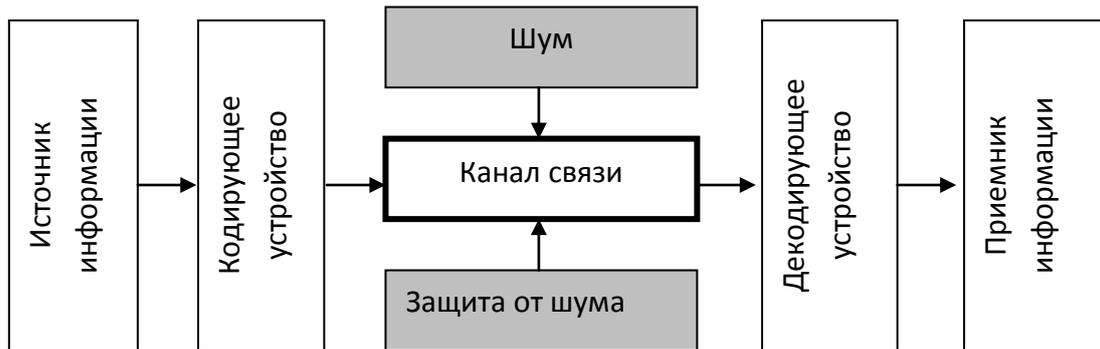 Источник
информации
Кодирующее
устройство
Шум
Канал связи
Защита от шума
Декодирующее
устройство
Приемник
информации